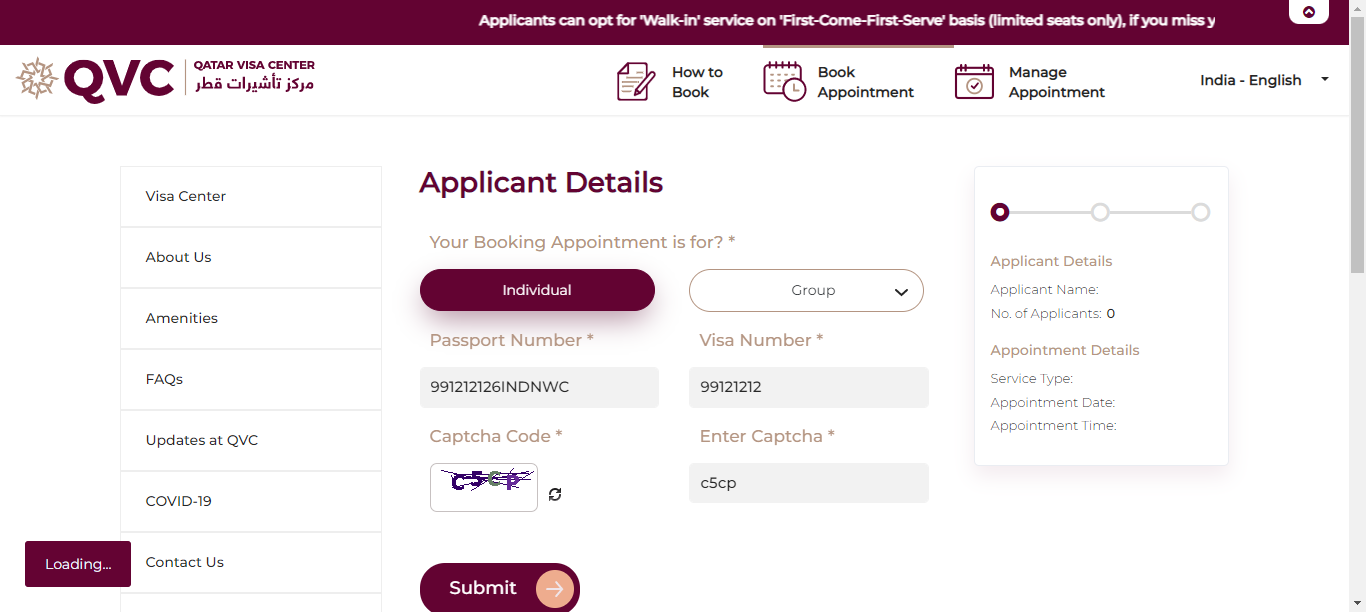 Applicants can opt for 'Walk-in' service on 'First-Come-First-Serve' basis (limited seats only), if you miss y
QVC
QATAR VISA CENTER
مركز تأشيرات قطر
How to
Book
Book
Appointment
Manage
Appointment
India - English
Visa Center
About Us
Amenities
FAQs
Updates at QVC
COVID-19
Contact Us
Loading...
Applicant Details
Your Booking Appointment is for? *
Individual
Group
Passport Number *
Visa Number *
991212126INDNWC
99121212
Captcha Code *
Enter Captcha *
c5cp
c5cp
Submit
Applicant Details
Applicant Name:
No. of Applicants: 0
Appointment Details
Service Type:
Appointment Date:
Appointment Time: